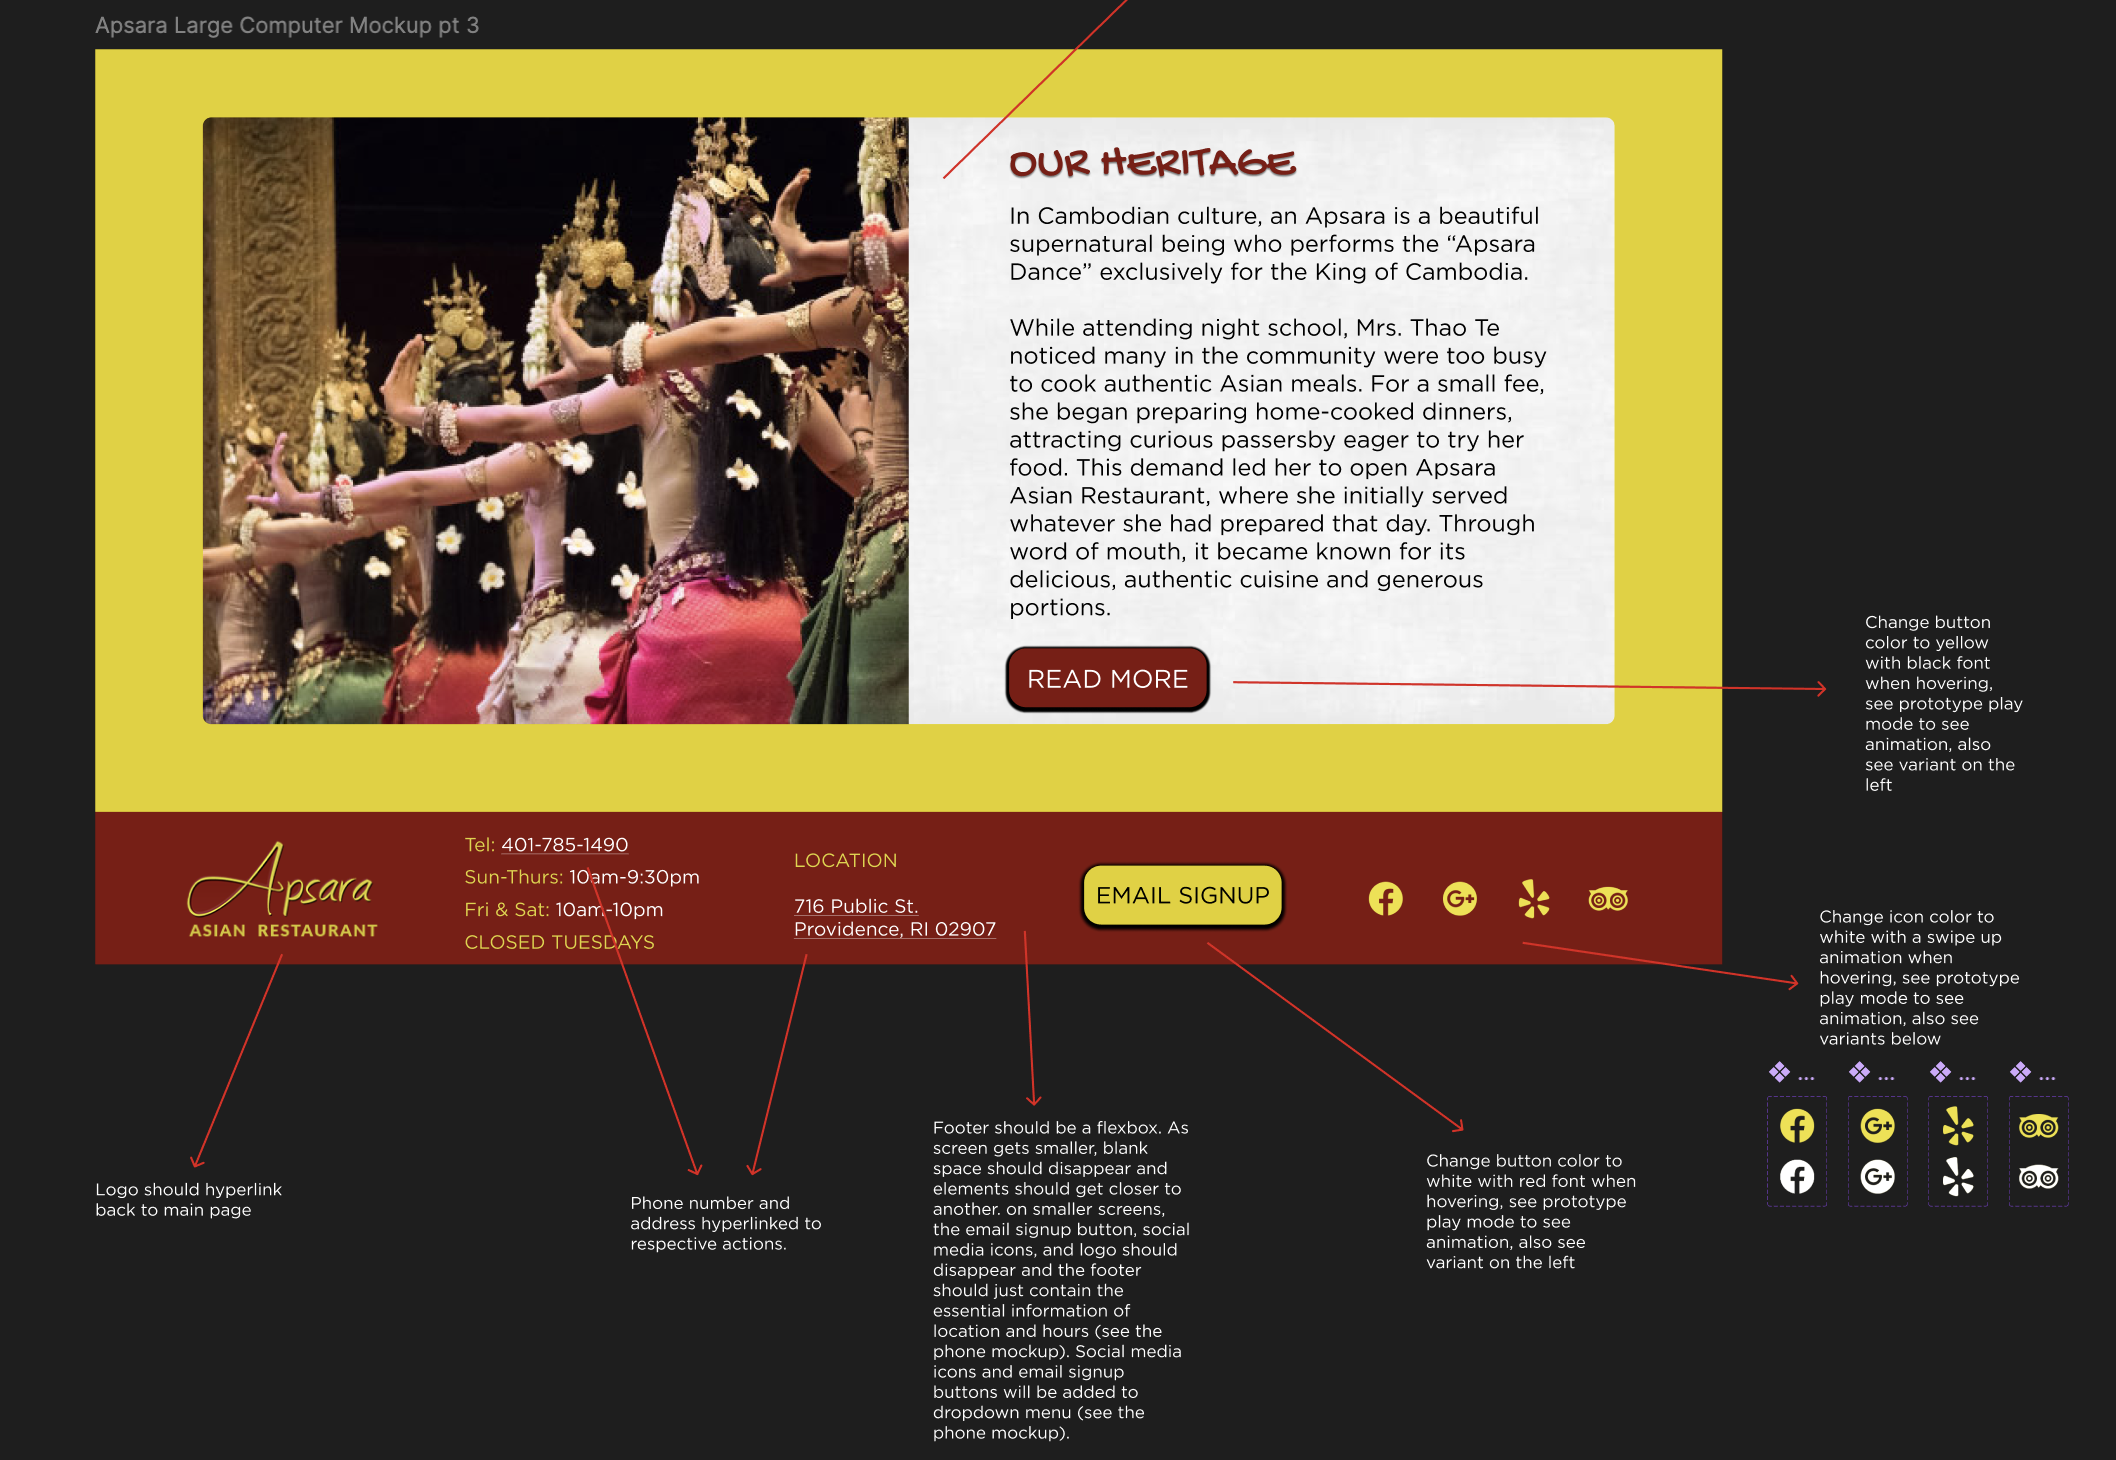 Apsara Large Computer Mockup pt 3
OUR HERITAGE
In Cambodian culture, an Apsara is a beautiful
supernatural being who performs the “Apsara
Dance” exclusively for the King of Cambodia.
While attending night school, Mrs. Thao Te
noticed many in the community were too busy
to cook authentic Asian meals. For a small fee,
she began preparing home-cooked dinners,
attracting curious passersby eager to try her
food. This demand led her to open Apsara
Asian Restaurant, where she initially served
whatever she had prepared that day. Through
word of mouth, it became known for its
delicious, authentic cuisine and generous
portions.
READ MORE
Change button
color to yellow
with black font
when hovering,
see prototype play
mode to see
animation, also
see variant on the
left
Apsara
ASIAN RESTAURANT
Tel: 401-785-1490
Sun-Thurs: 10am-9:30pm
Fri & Sat: 10am-10pm
CLOSED TUESDAYS
LOCATION
716 Public St.
Providence, RI 02907
EMAIL SIGNUP
Change icon color to
white with a swipe up
animation when
hovering, see prototype
play mode to see
animation, also see
variants below
... ... ... ...
Logo should hyperlink
back to main page
Phone number and
address hyperlinked to
respective actions.
Footer should be a flexbox. As
screen gets smaller, blank
space should disappear and
elements should get closer to
another. on smaller screens,
the email signup button, social
media icons, and logo should
disappear and the footer
should just contain the
essential information of
location and hours (see the
phone mockup). Social media
icons and email signup
buttons will be added to
dropdown menu (see the
phone mockup).
Change button color to
white with red font when
hovering, see prototype
play mode to see
animation, also see
variant on the left